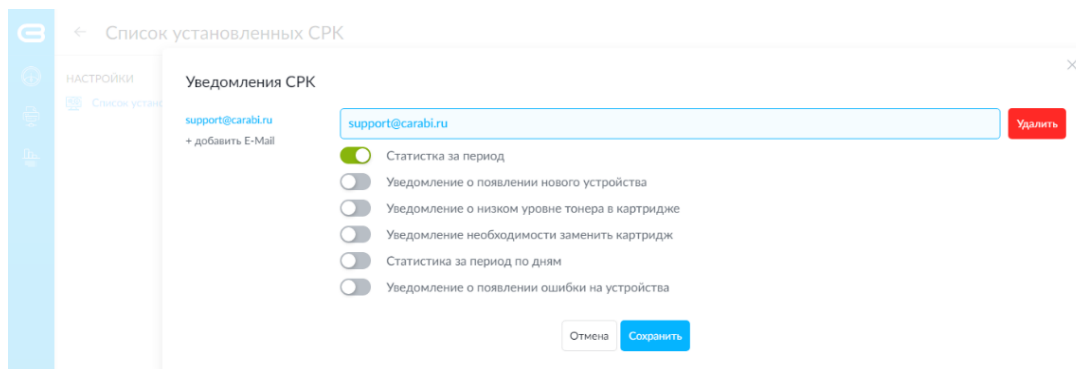 ← Список установленных СРК
НАСТРОЙКИ
Список устано
Уведомления СРК
support@carabi.ru
+ добавить E-Mail
support@carabi.ru
Удалить
Статистка за период
Уведомление о появлении нового устройства
Уведомление о низком уровне тонера в картридже
Уведомление необходимости заменить картридж
Статистика за период по дням
Уведомление о появлении ошибки на устройства
Отмена
Сохранить